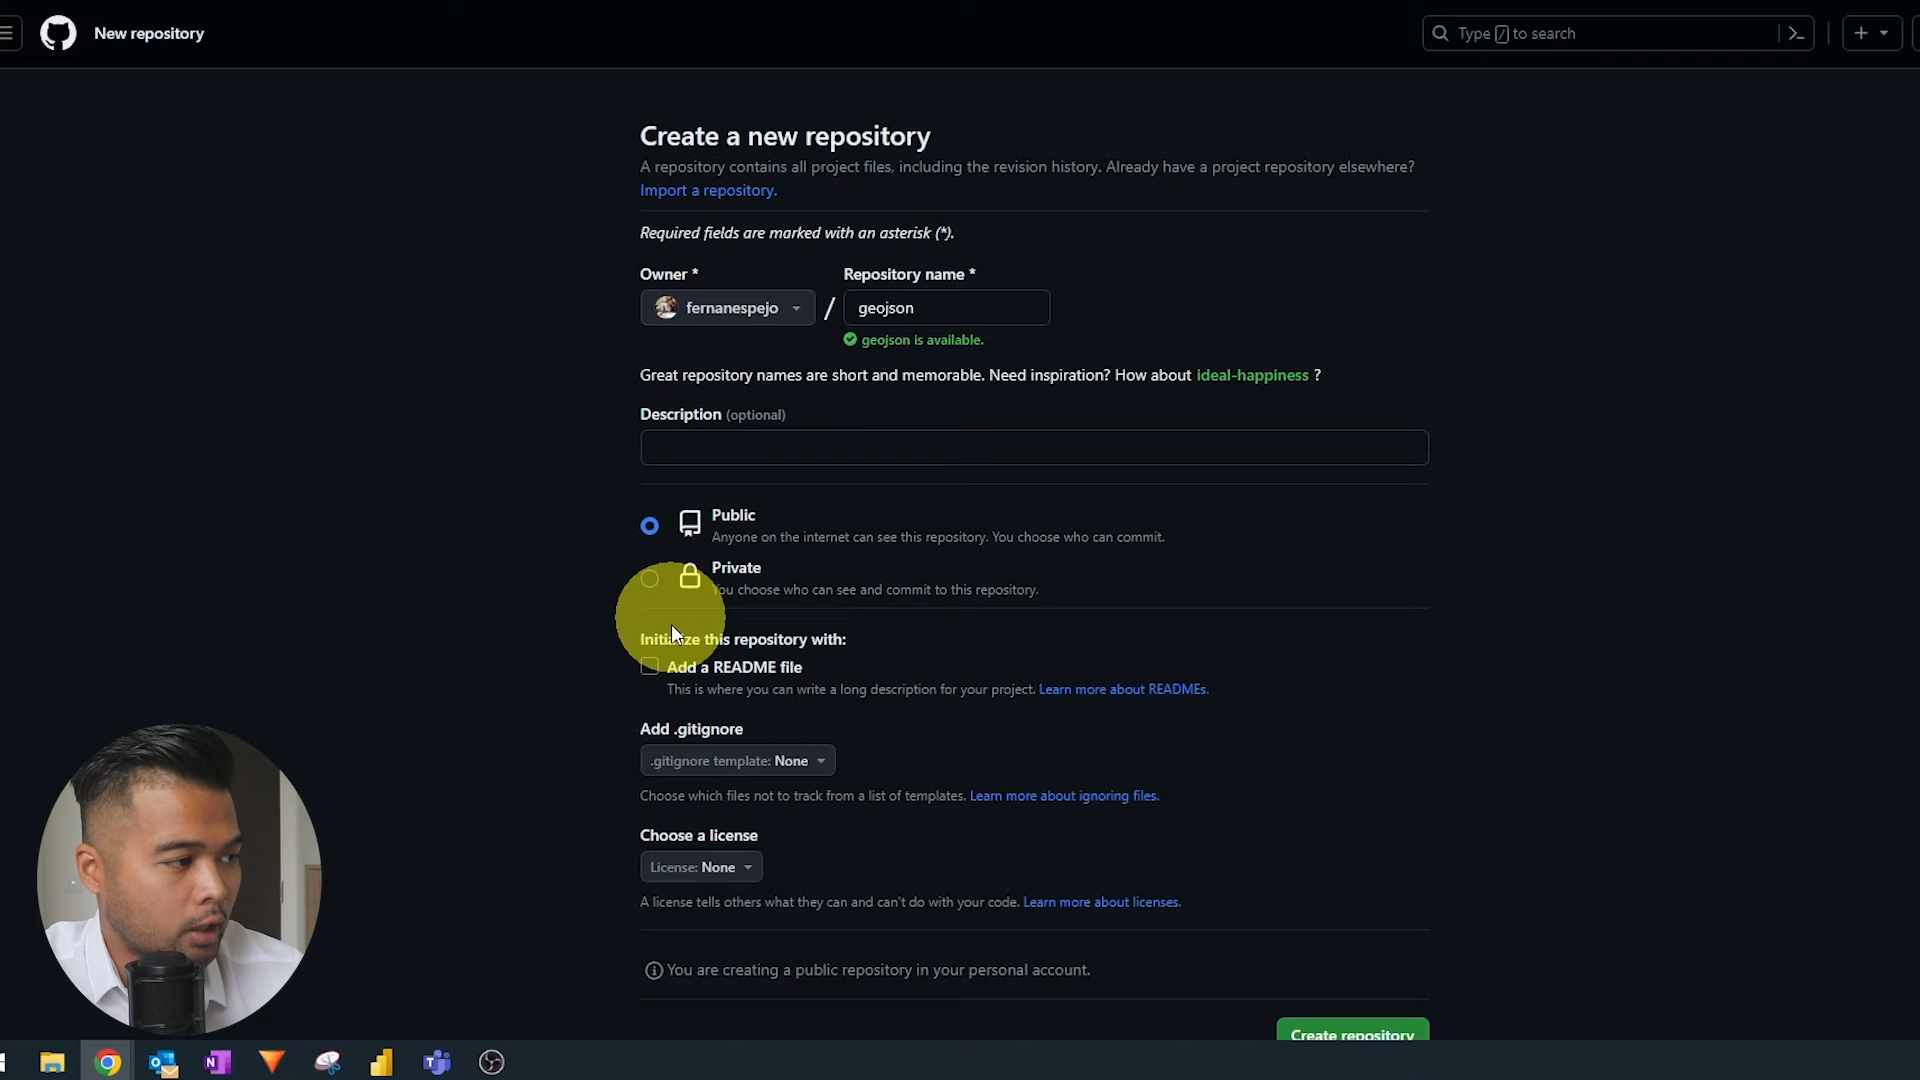 New repository
Type / to search
Create a new repository
A repository contains all project files, including the revision history. Already have a project repository elsewhere?
Import a repository.
Required fields are marked with an asterisk (*).
Owner *
Repository name *
fernanespejo
/
geojson
geojson is available.
Great repository names are short and memorable. Need inspiration? How about ideal-happiness ?
Description (optional)
Public
Anyone on the internet can see this repository. You choose who can commit.
Private
You choose who can see and commit to this repository.
Initialize this repository with:
Add a README file
This is where you can write a long description for your project. Learn more about READMEs.
Add .gitignore
.gitignore template: None
Choose which files not to track from a list of templates. Learn more about ignoring files.
Choose a license
License: None
A license tells others what they can and can't do with your code. Learn more about licenses.
You are creating a public repository in your personal account.
Create repository